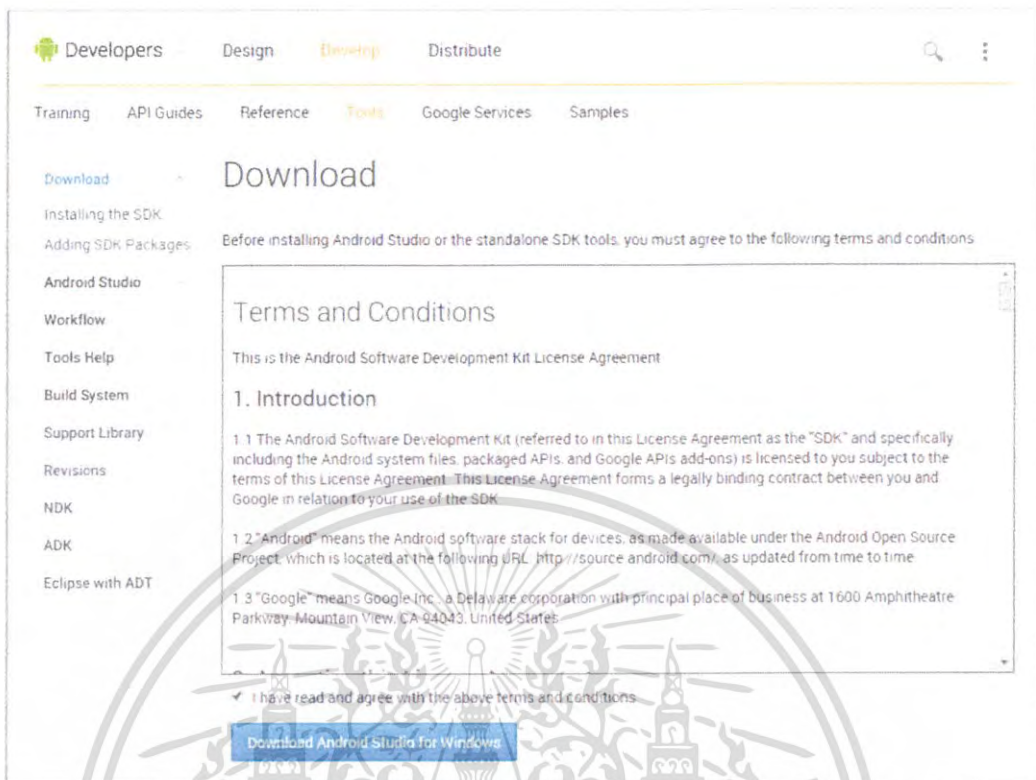 Developers Design Develop Distribute
Training API Guides Reference Tools Google Services Samples
Download
Installing the SDK
Adding SDK Packages
Android Studio
Workflow
Tools Help
Build System
Support Library
Revisions
NDK
ADK
Eclipse with ADT
Download
Before installing Android Studio or the standalone SDK tools, you must agree to the following terms and conditions
Terms and Conditions
This is the Android Software Development Kit License Agreement
1. Introduction
1.1 The Android Software Development Kit (referred to in this License Agreement as the "SDK" and specifically
including the Android system files, packaged APIs, and Google APIs add-ons) is licensed to you subject to the
terms of this License Agreement. This License Agreement forms a legally binding contract between you and
Google in relation to your use of the SDK
1.2 "Android" means the Android software stack for devices, as made available under the Android Open Source
Project, which is located at the following URL: http://source.android.com/, as updated from time to time
1.3 "Google" means Google Inc., a Delaware corporation with principal place of business at 1600 Amphitheatre
Parkway, Mountain View, CA 94043, United States
I have read and agree with the above terms and conditions
Download Android Studio for Windows